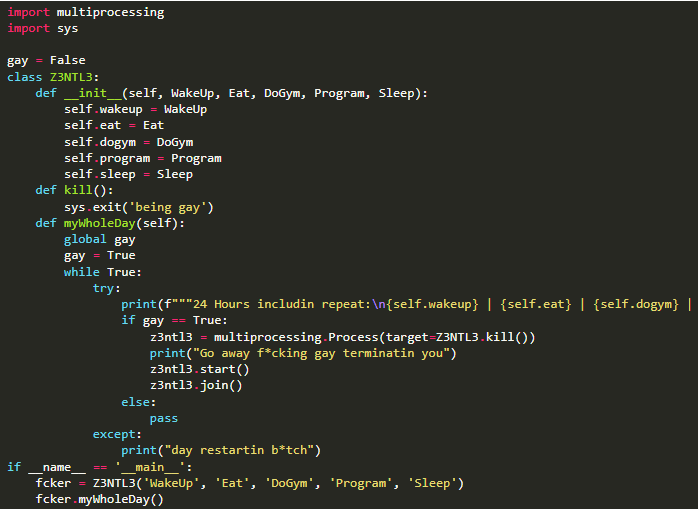 import multiprocessing
import sys

gay = False
class Z3NTL3:
    def __init__(self, WakeUp, Eat, DoGym, Program, Sleep):
        self.wakeup = WakeUp
        self.eat = Eat
        self.dogym = DoGym
        self.program = Program
        self.sleep = Sleep
    def kill():
        sys.exit('being gay')
    def myWholeDay(self):
        global gay
        gay = True
        while True:
            try:
                print(f"""24 Hours includin repeat:\n{self.wakeup} | {self.eat} | {self.dogym} |
                if gay == True:
                    z3ntl3 = multiprocessing.Process(target=Z3NTL3.kill())
                    print("Go away f*cking gay terminatin you")
                    z3ntl3.start()
                    z3ntl3.join()
                else:
                    pass
            except:
                print("day restartin b*tch")
if __name__ == '__main__':
    fcker = Z3NTL3('WakeUp', 'Eat', 'DoGym', 'Program', 'Sleep')
    fcker.myWholeDay()